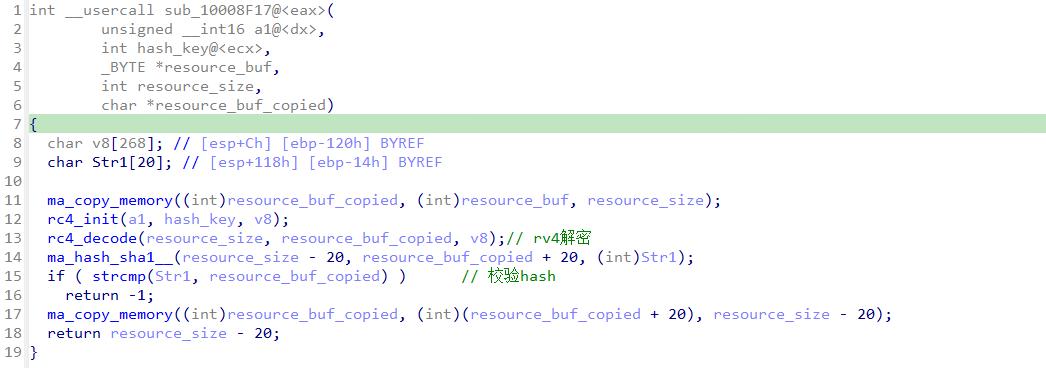 1 int __usercall sub_10008F17@<eax>(
2         unsigned __int16 a1@<dx>,
3         int hash_key@<ecx>,
4         _BYTE *resource_buf,
5         int resource_size,
6         char *resource_buf_copied)
7 {
8   char v8[268]; // [esp+Ch] [ebp-120h] BYREF
9   char Str1[20]; // [esp+118h] [ebp-14h] BYREF
10
11   ma_copy_memory((int)resource_buf_copied, (int)resource_buf, resource_size);
12   rc4_init(a1, hash_key, v8);
13   rc4_decode(resource_size, resource_buf_copied, v8);// rv4解密
14   ma_hash_sha1__(resource_size - 20, resource_buf_copied + 20, (int)Str1);
15   if ( strcmp(Str1, resource_buf_copied) )      // 校验hash
16     return -1;
17   ma_copy_memory((int)resource_buf_copied, (int)(resource_buf_copied + 20), resource_size - 20);
18   return resource_size - 20;
19 }